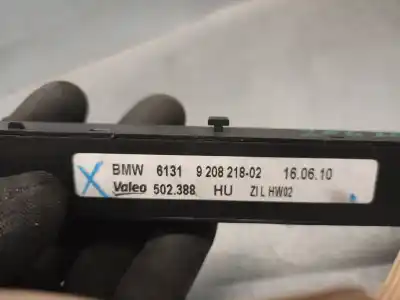 BMW 6131 9 208 218-02 16.06.10
Valeo 502.388 HU ZI L HW02